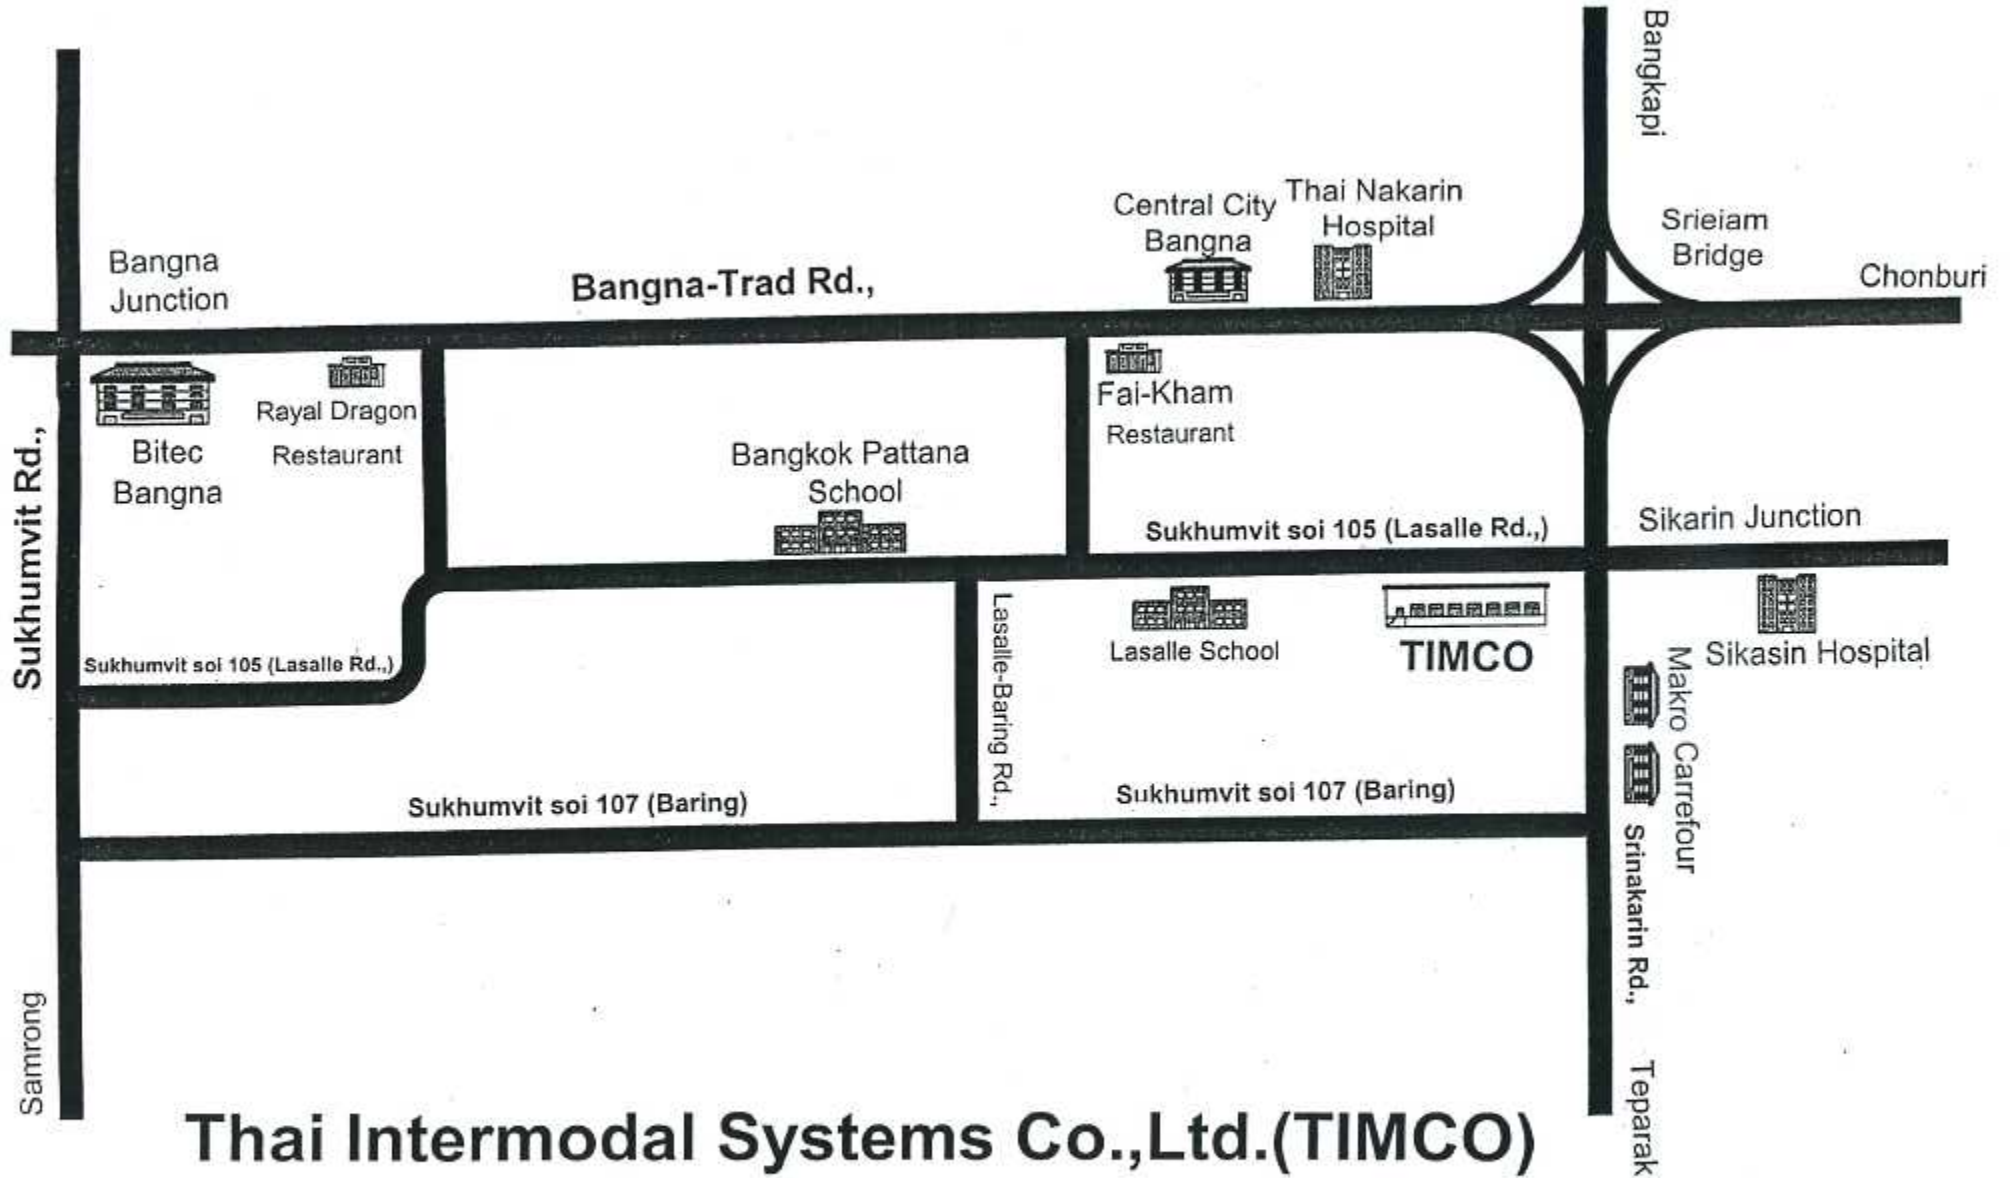 Bangkapi
Central City
Bangna
Thai Nakarin
Hospital
Srieiam
Bridge
Chonburi
Bangna
Junction
Bangna-Trad Rd.,
Bitec
Bangna
Rayal Dragon
Restaurant
Fai-Kham
Restaurant
Bangkok Pattana
School
Sukhumvit Rd.,
Sukhumvit soi 105 (Lasalle Rd.,)
Sikarin Junction
Lasalle-Baring Rd.,
Lasalle School
TIMCO
Sikasin Hospital
Makro
Carrefour
Sukhumvit soi 105 (Lasalle Rd.,)
Sukhumvit soi 107 (Baring)
Sukhumvit soi 107 (Baring)
Srinakarin Rd.,
Samrong
Teparak
Thai Intermodal Systems Co.,Ltd.(TIMCO)